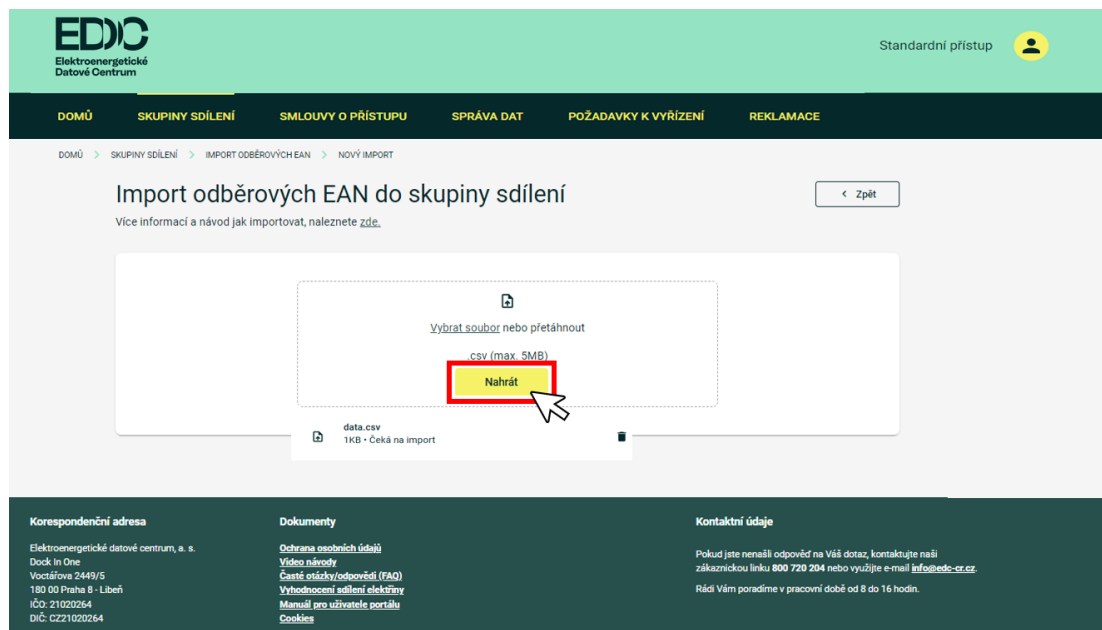 EDC
Elektroenergetické
Datové Centrum
Standardní přístup
DOMŮ SKUPINY SDÍLENÍ SMLOUVY O PŘÍSTUPU SPRÁVA DAT POŽADAVKY K VYŘÍZENÍ REKLAMACE
DOMŮ > SKUPINY SDÍLENÍ > IMPORT ODBĚROVÝCH EAN > NOVÝ IMPORT
Import odběrových EAN do skupiny sdílení
< Zpět
Více informací a návod jak importovat, naleznete zde.
Vybrat soubor nebo přetáhnout
.csv (max. 5MB)
Nahrát
data.csv
1KB • Čeká na import
Korespondenční adresa
Elektroenergetické datové centrum, a. s.
Dock In One
Voctářova 2449/5
180 00 Praha 8 - Libeň
IČO: 21020264
DIČ: CZ21020264
Dokumenty
Ochrana osobních údajů
Video návody
Časté otázky/odpovědi (FAQ)
Vyhodnocení sdílení elektřiny
Manuál pro uživatele portálu
Cookies
Kontaktní údaje
Pokud jste nenašli odpověď na Váš dotaz, kontaktujte naši
zákaznickou linku 800 720 204 nebo využijte e-mail info@edc-cr.cz.
Rádi Vám poradíme v pracovní době od 8 do 16 hodin.